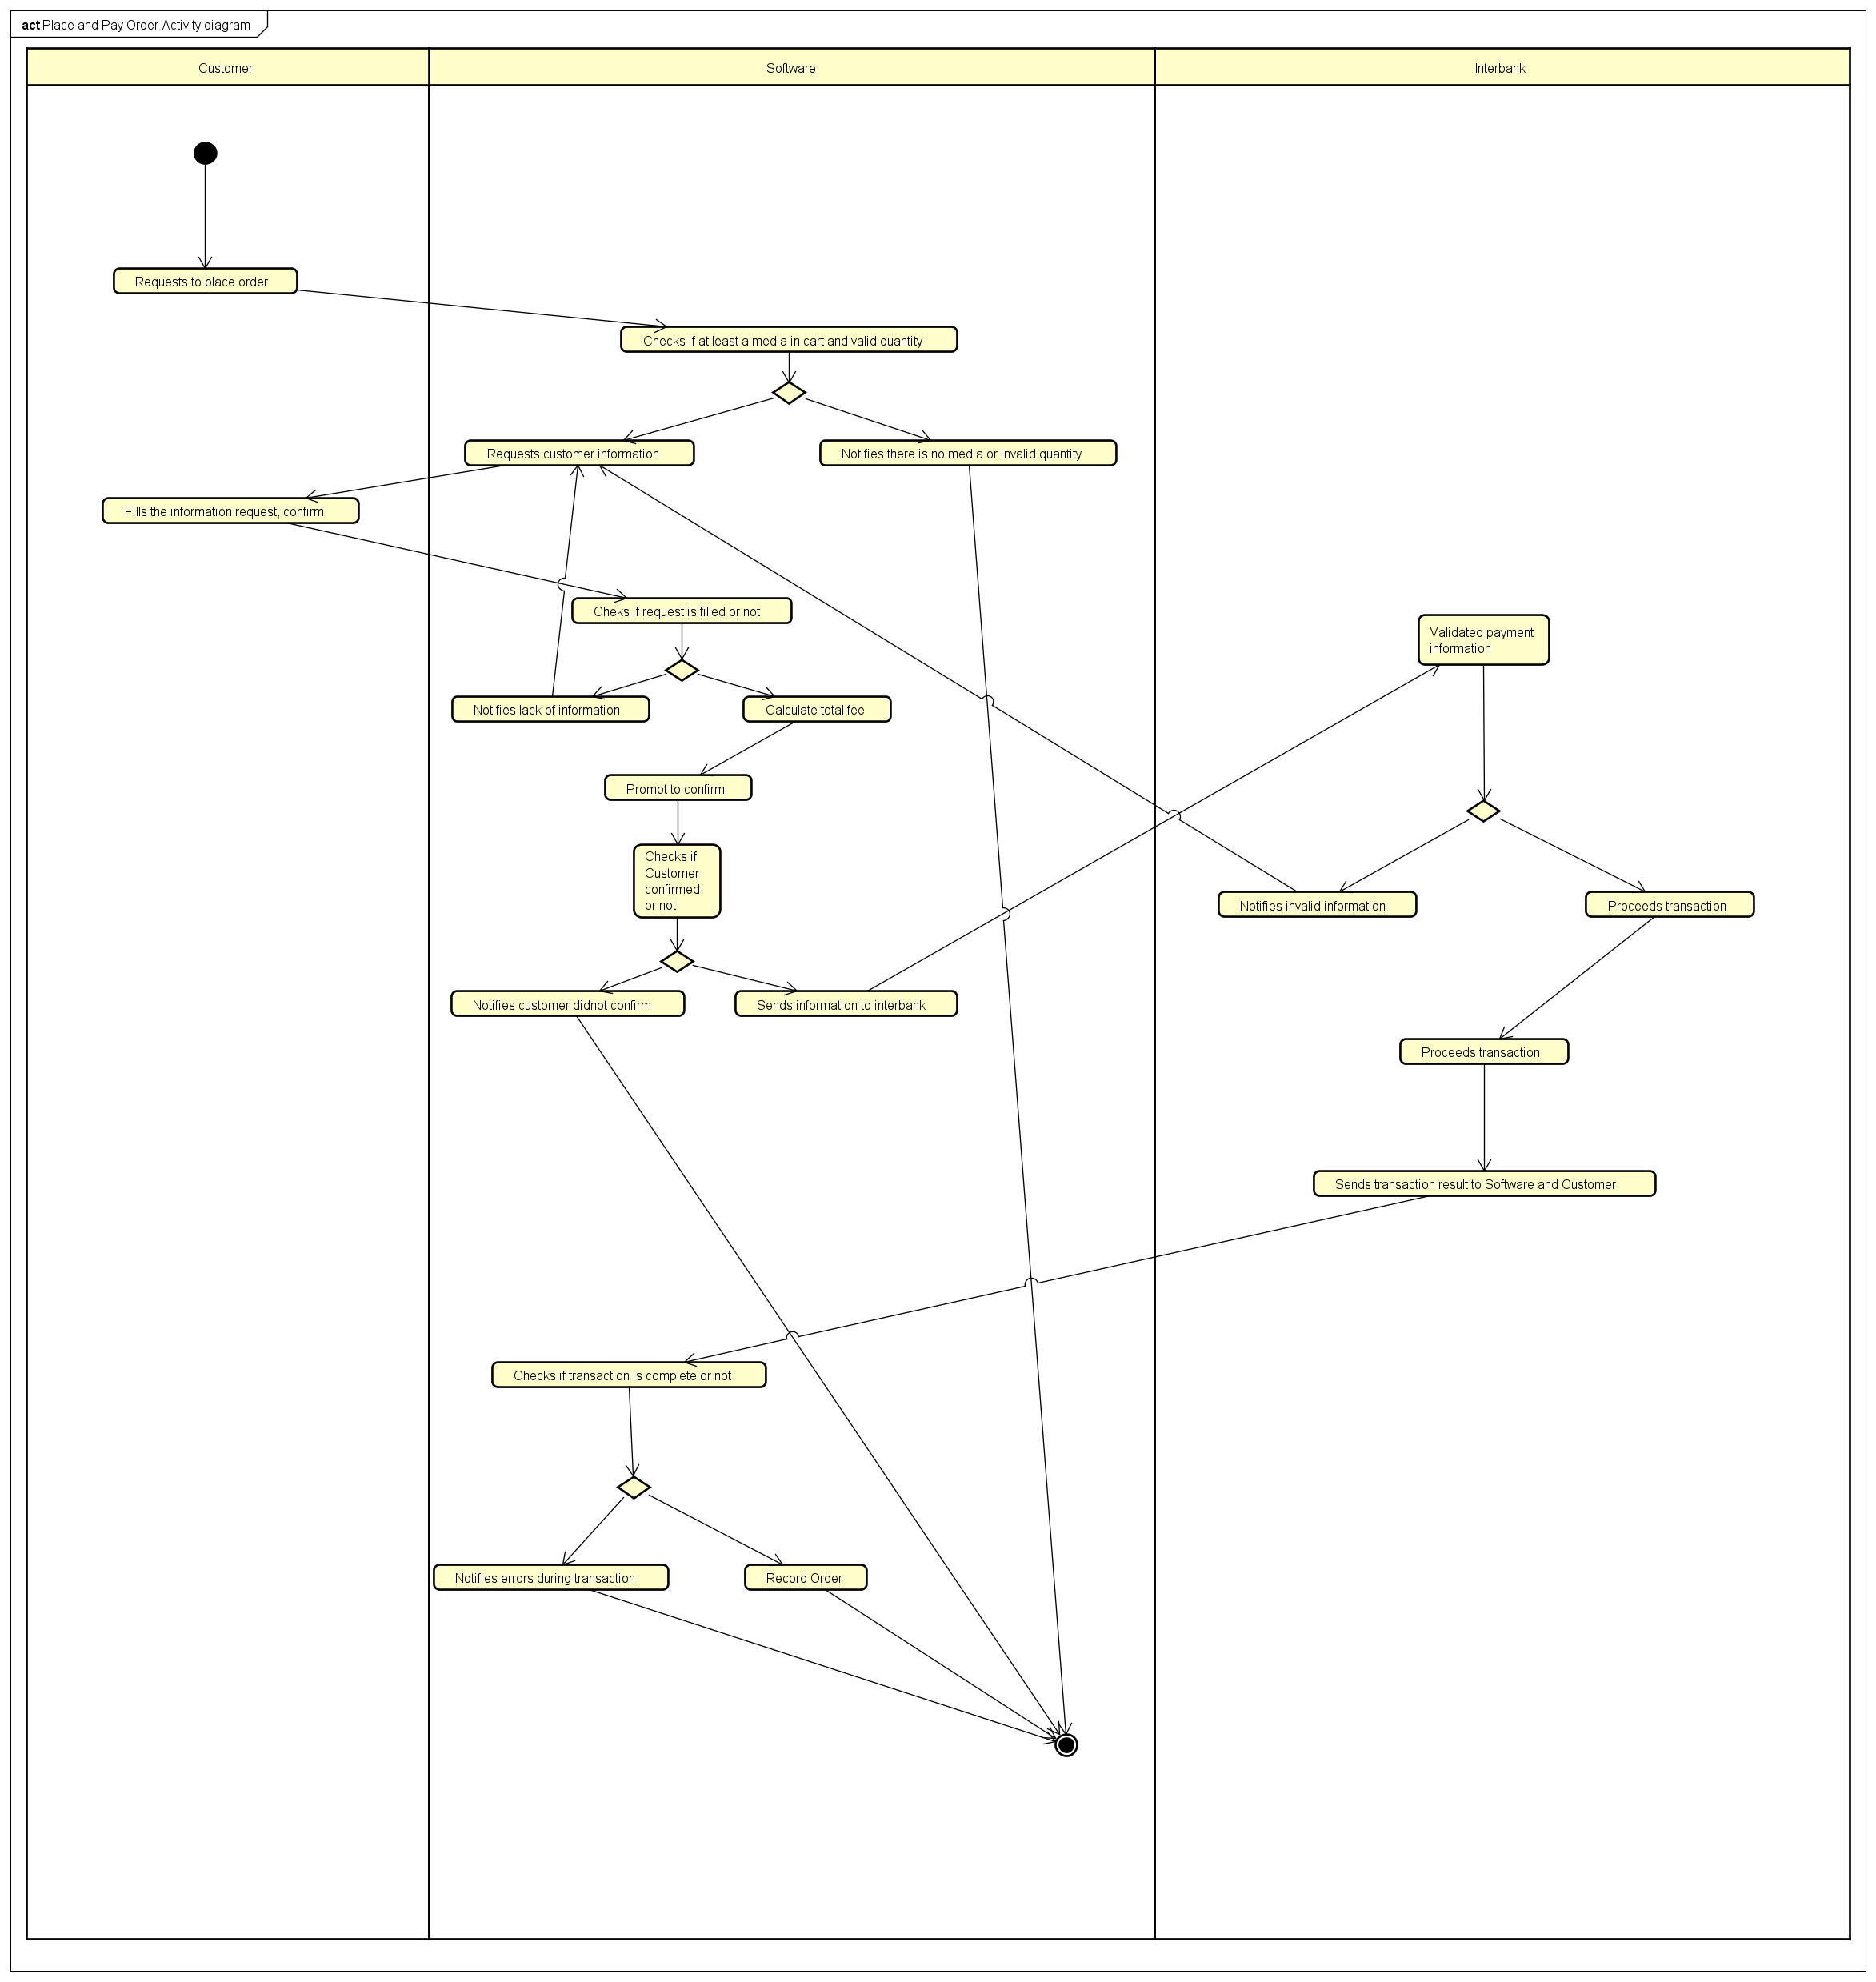 act Place and Pay Order Activity diagram
Customer
Software
Interbank
Requests to place order
Checks if at least a media in cart and valid quantity
Requests customer information
Notifies there is no media or invalid quantity
Fills the information request, confirm
Cheks if request is filled or not
Validated payment
information
Notifies lack of information
Calculate total fee
Prompt to confirm
Checks if
Customer
confirmed
or not
Notifies invalid information
Proceeds transaction
Notifies customer didnot confirm
Sends information to interbank
Proceeds transaction
Sends transaction result to Software and Customer
Checks if transaction is complete or not
Notifies errors during transaction
Record Order